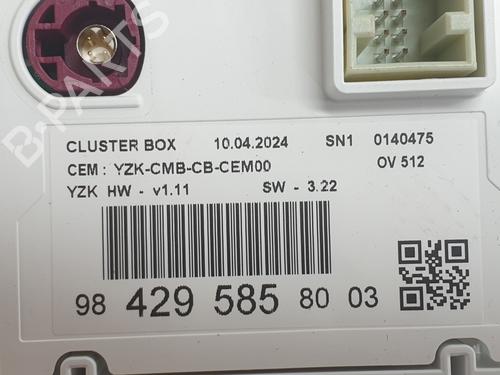 CLUSTER BOX 10.04.2024 SN1 0140475
CEM : YZK-CMB-CB-CEM00 OV 512
YZK HW - v1.11 SW - 3.22
98 429 585 80 03
B-PARTS